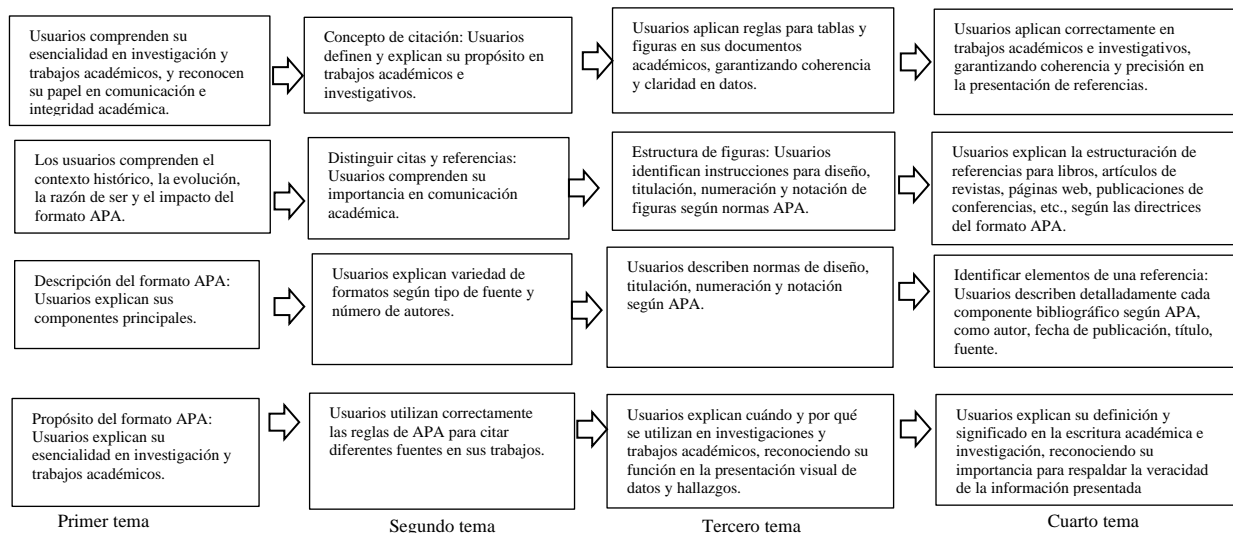 Usuarios comprenden su
esencialidad en investigación y
trabajos académicos, y reconocen
su papel en comunicación e
integridad académica.
Concepto de citación: Usuarios
definen y explican su propósito en
trabajos académicos e
investigativos.
Usuarios aplican reglas para tablas y
figuras en sus documentos
académicos, garantizando coherencia
y claridad en datos.
Usuarios aplican correctamente en
trabajos académicos e investigativos,
garantizando coherencia y precisión en
la presentación de referencias.
Los usuarios comprenden el
contexto histórico, la evolución,
la razón de ser y el impacto del
formato APA.
Distinguir citas y referencias:
Usuarios comprenden su
importancia en comunicación
académica.
Estructura de figuras: Usuarios
identifican instrucciones para diseño,
titulación, numeración y notación de
figuras según normas APA.
Usuarios explican la estructuración de
referencias para libros, artículos de
revistas, páginas web, publicaciones de
conferencias, etc., según las directrices
del formato APA.
Descripción del formato APA:
Usuarios explican sus
componentes principales.
Usuarios explican variedad de
formatos según tipo de fuente y
número de autores.
Usuarios describen normas de diseño,
titulación, numeración y notación
según APA.
Identificar elementos de una referencia:
Usuarios describen detalladamente cada
componente bibliográfico según APA,
como autor, fecha de publicación, título,
fuente.
Propósito del formato APA:
Usuarios explican su
esencialidad en investigación y
trabajos académicos.
Usuarios utilizan correctamente
las reglas de APA para citar
diferentes fuentes en sus trabajos.
Usuarios explican cuándo y por qué
se utilizan en investigaciones y
trabajos académicos, reconociendo su
función en la presentación visual de
datos y hallazgos.
Usuarios explican su definición y
significado en la escritura académica e
investigación, reconociendo su
importancia para respaldar la veracidad
de la información presentada
Primer tema
Segundo tema
Tercero tema
Cuarto tema